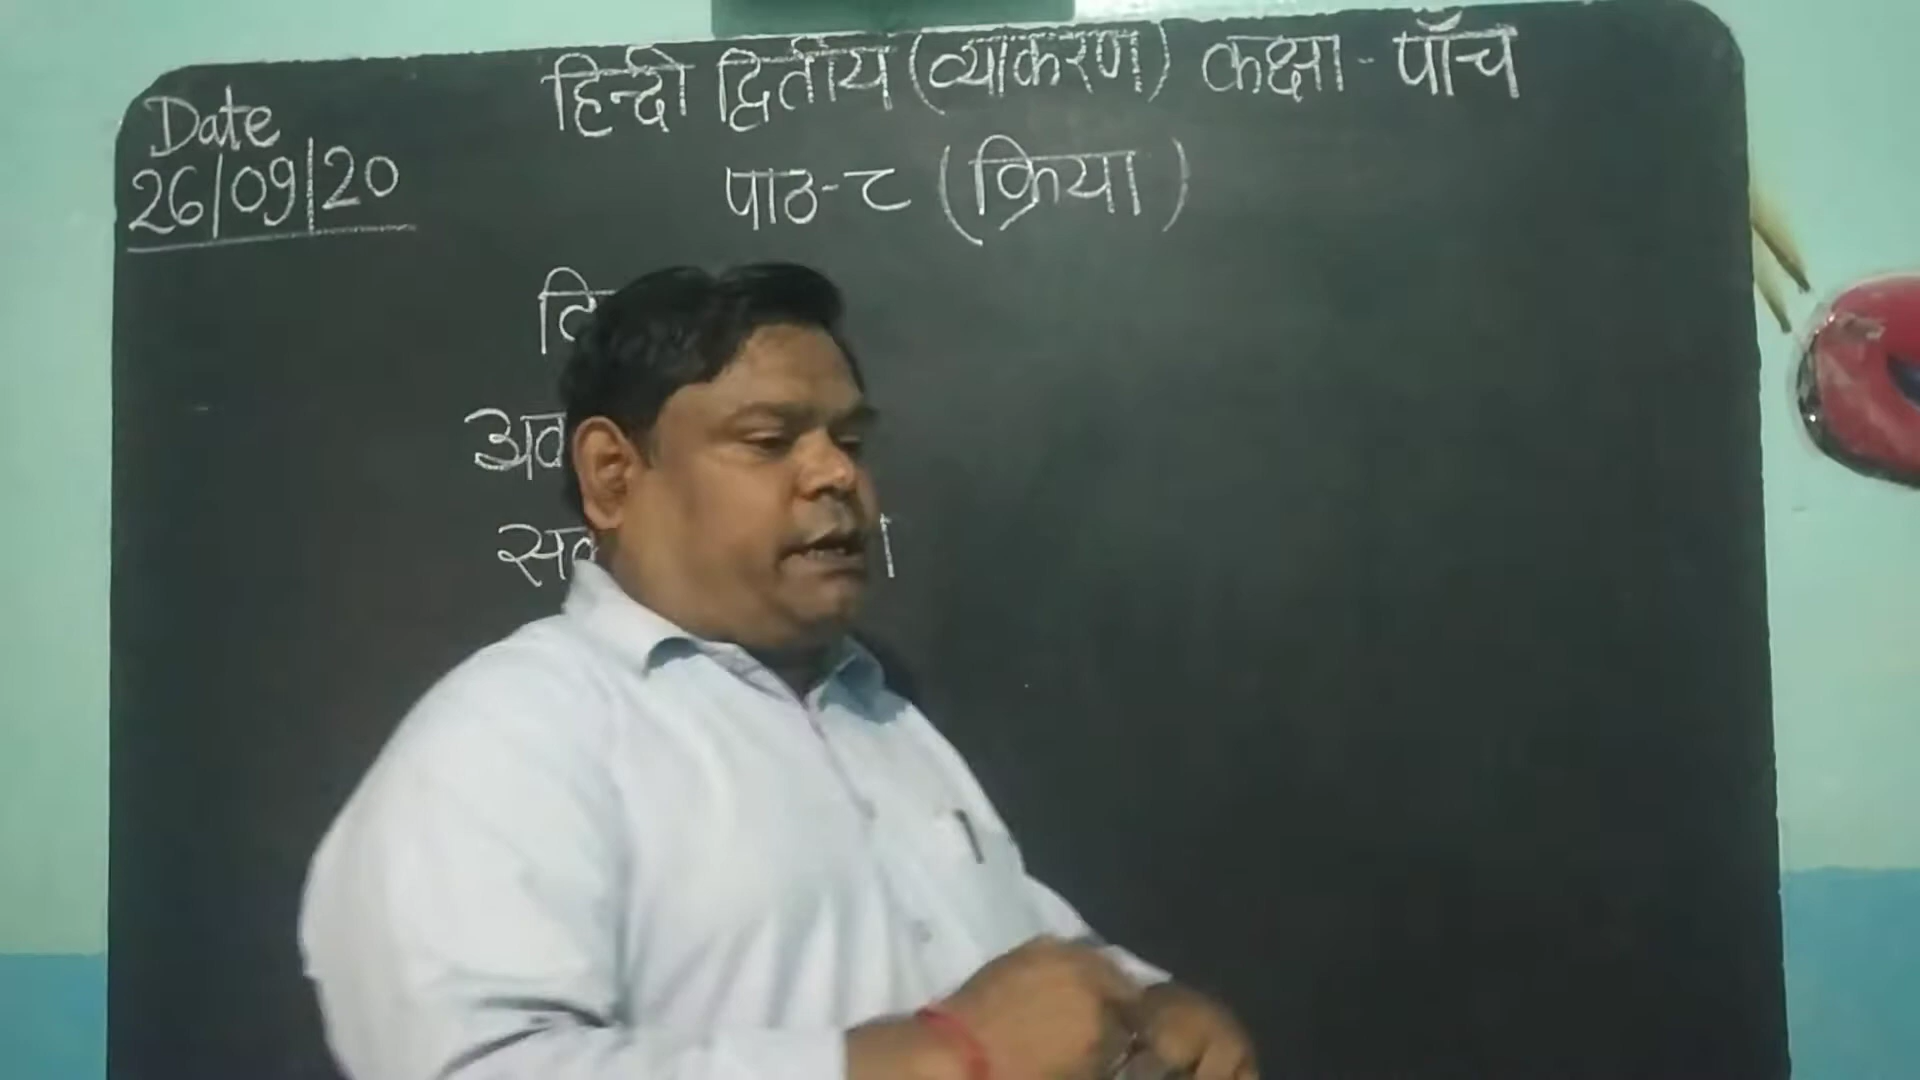 हिन्दी द्वितीय (व्याकरण) कक्षा - पाँच
Date
26/09/20
पाठ-८ (क्रिया)